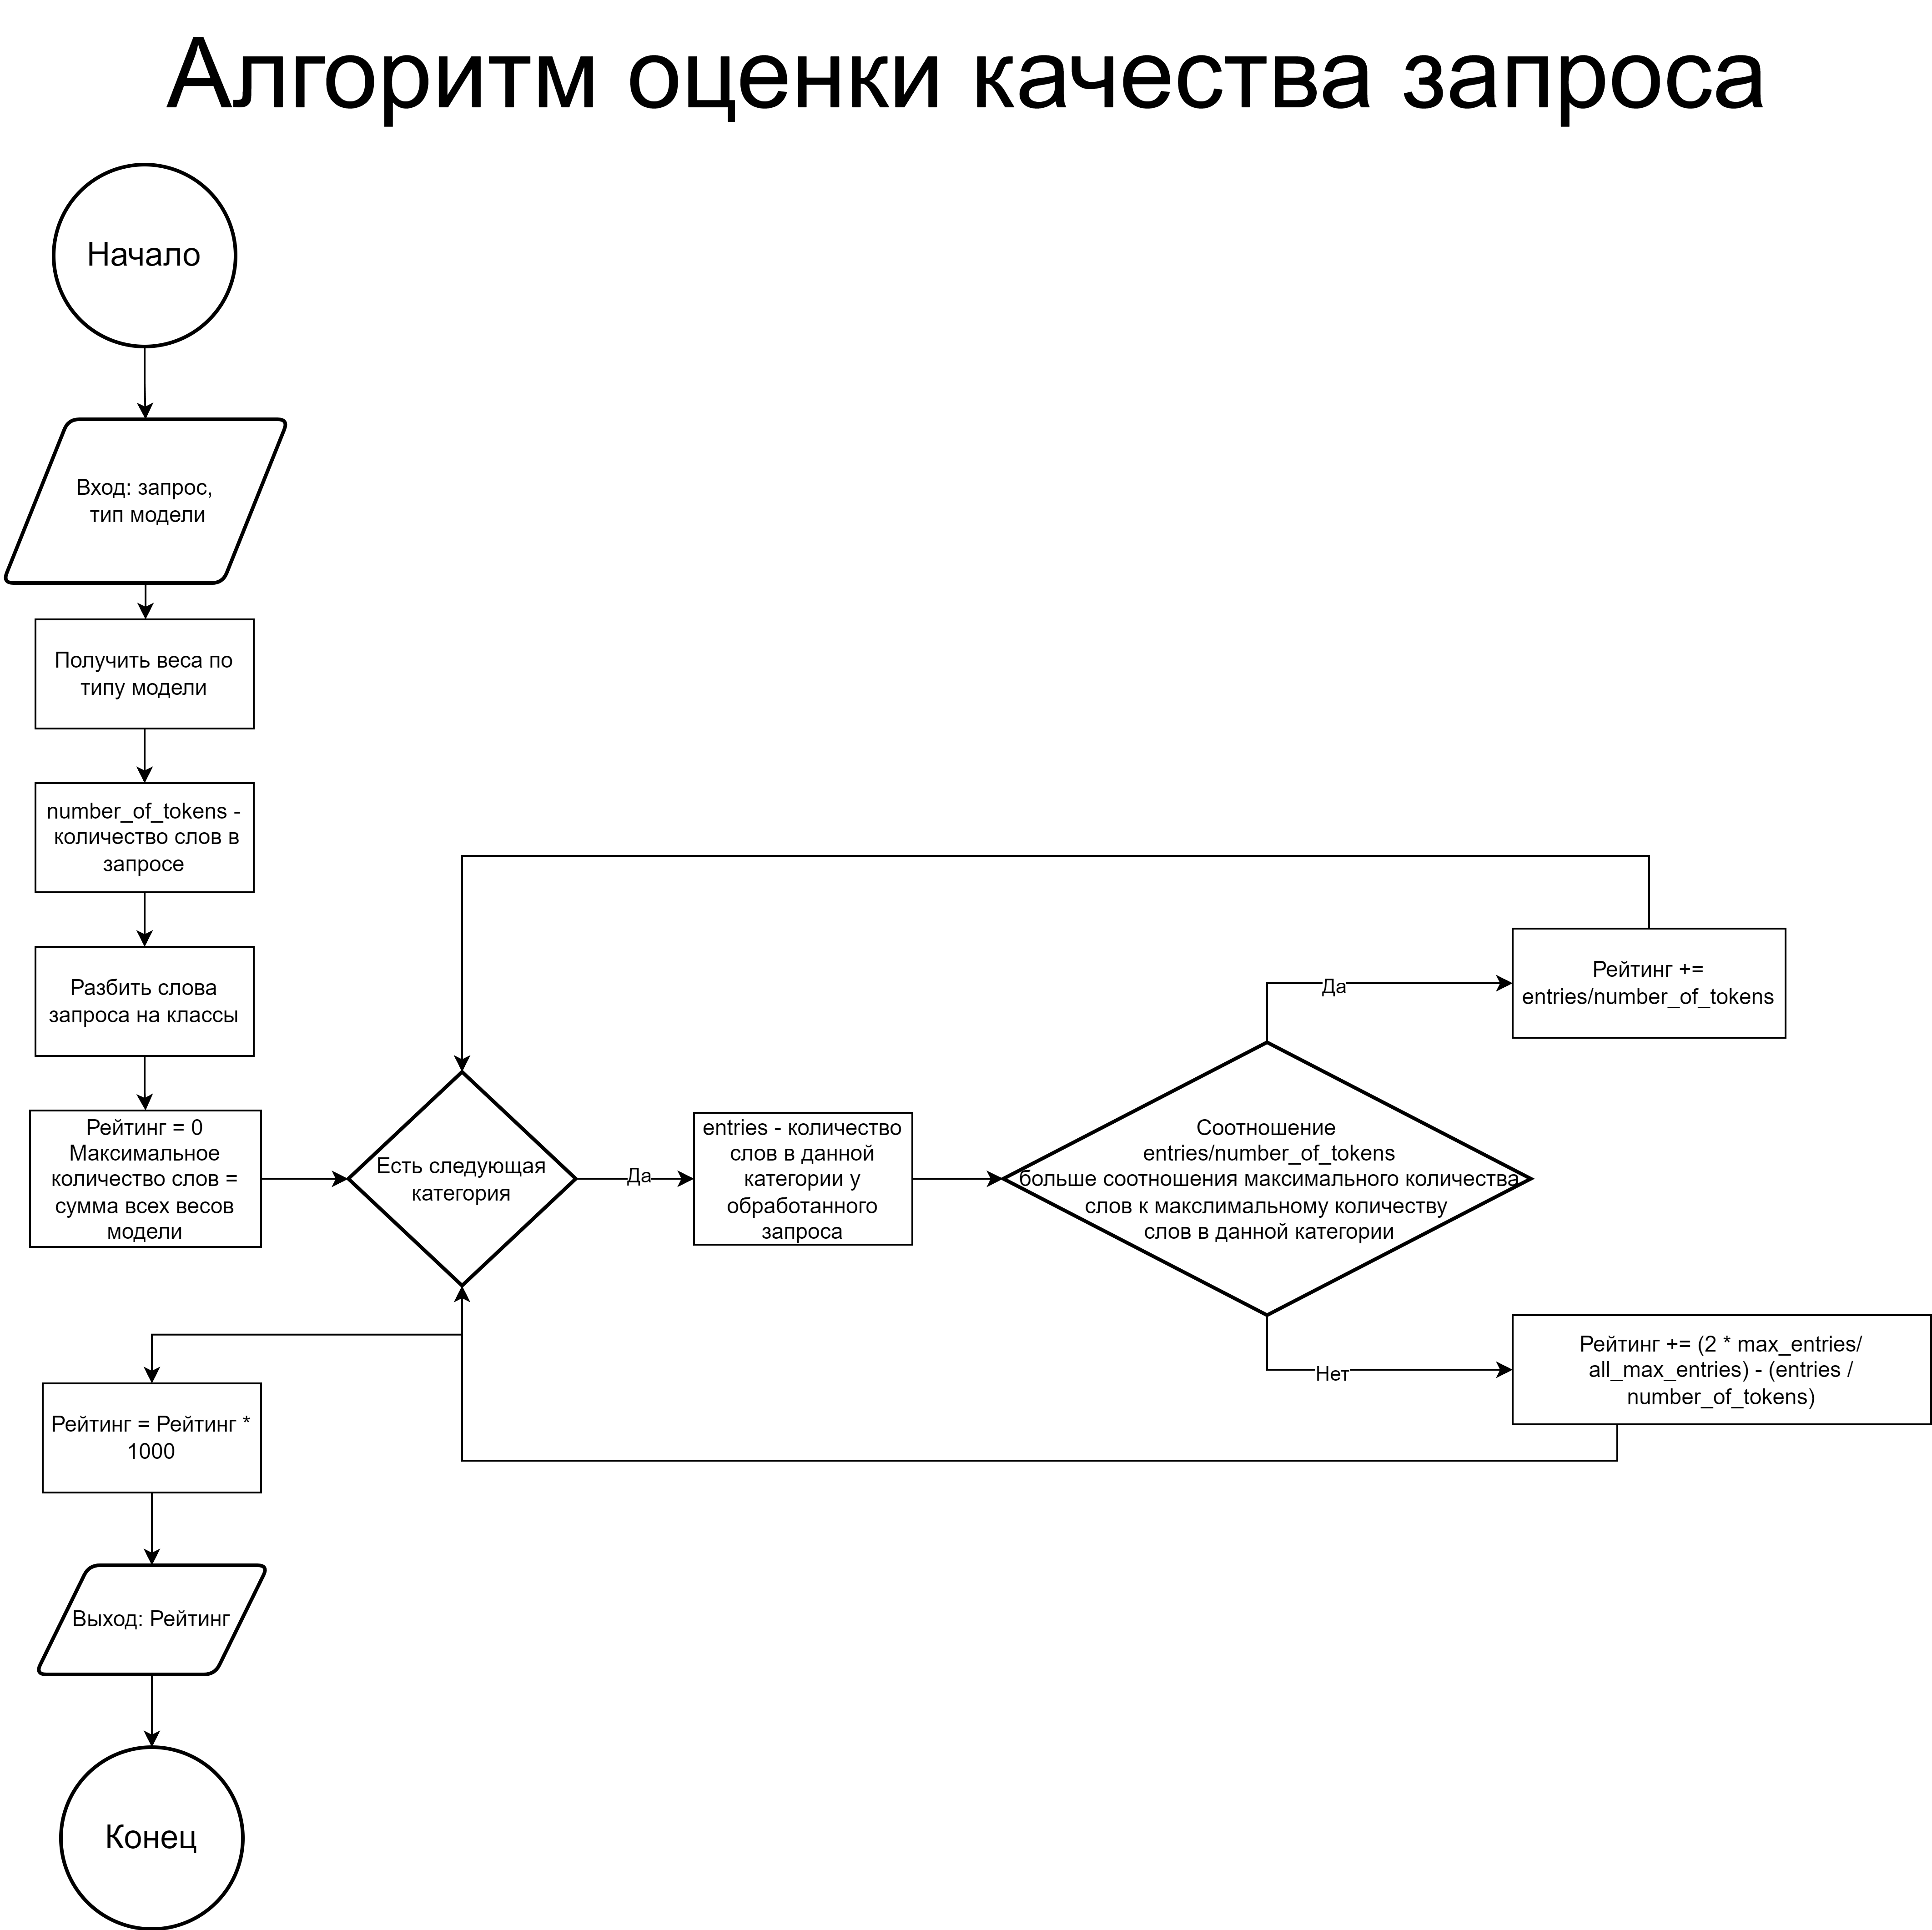 Алгоритм оценки качества запроса
Начало
Вход: запрос,
тип модели
Получить веса по
типу модели
number_of_tokens -
количество слов в
запросе
Разбить слова
запроса на классы
Рейтинг = 0
Максимальное
количество слов =
сумма всех весов
модели
Есть следующая
категория
Да
entries - количество
слов в данной
категории у
обработанного
запроса
Соотношение
entries/number_of_tokens
больше соотношения максимального количества
слов к макслимальному количеству
слов в данной категории
Да
Рейтинг +=
entries/number_of_tokens
Нет
Рейтинг += (2 * max_entries/
all_max_entries) - (entries /
number_of_tokens)
Рейтинг = Рейтинг *
1000
Выход: Рейтинг
Конец